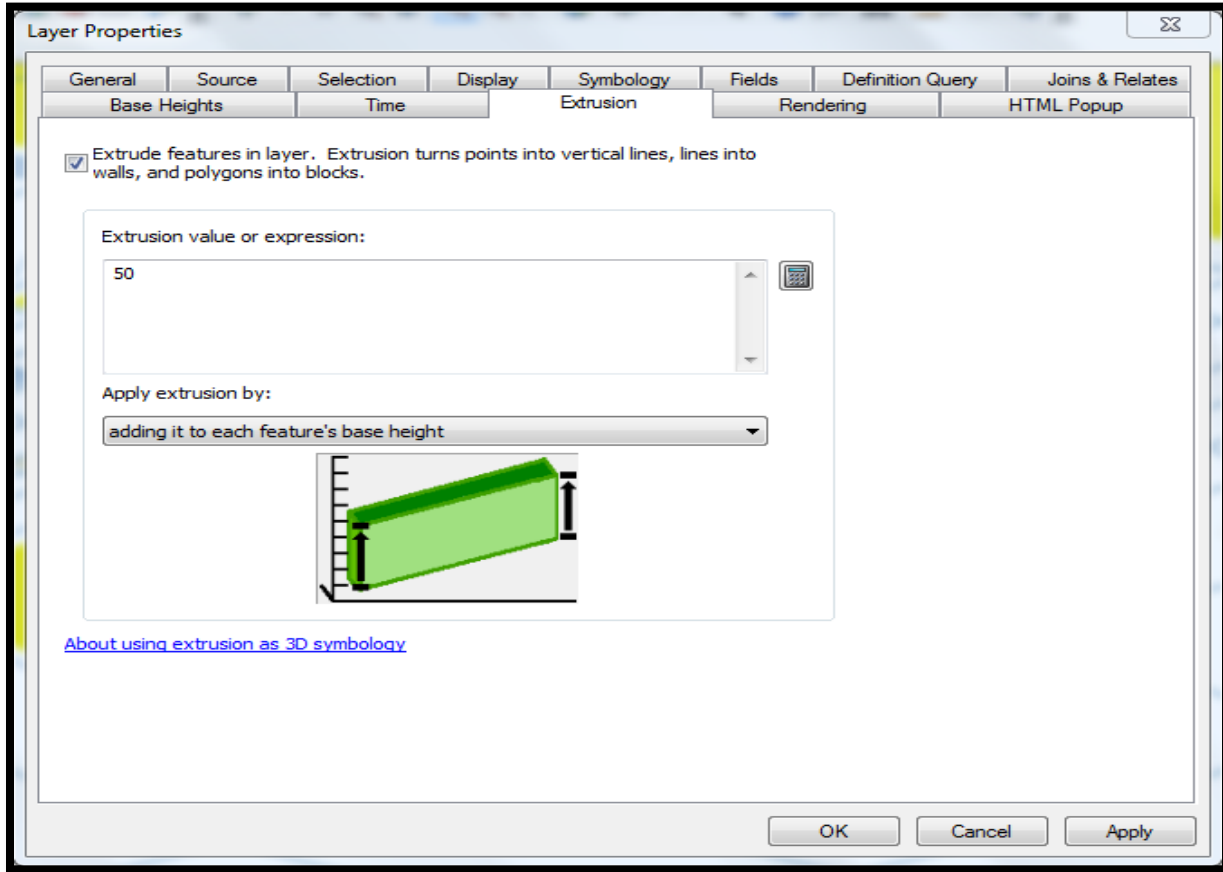 Layer Properties
General Source Selection Display Symbology Fields Definition Query Joins & Relates
Base Heights Time Extrusion Rendering HTML Popup
Extrude features in layer. Extrusion turns points into vertical lines, lines into
walls, and polygons into blocks.
Extrusion value or expression:
50
Apply extrusion by:
adding it to each feature's base height
About using extrusion as 3D symbology
OK Cancel Apply